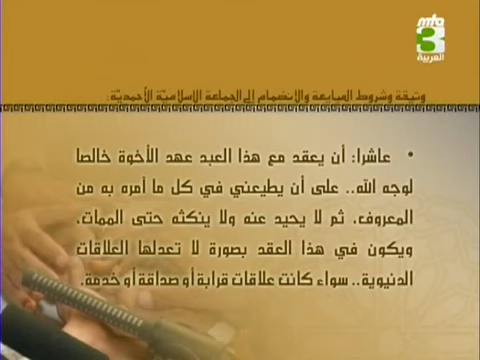 mta
3
العربية
وثيقة وشروط المبايعة والانضمام إلى الجماعة الإسلاميّة الأحمديّة:
• عاشرا: أن يعقد مع هذا العبد عهد الأخوة خالصا
لوجه الله.. على أن يطيعني في كل ما آمره به من
المعروف، ثم لا يحيد عنه ولا ينكثه حتى الممات،
ويكون في هذا العقد بصورة لا تعدلها العلاقات
الدنيوية.. سواء كانت علاقات قرابة أو صداقة أو خدمة.